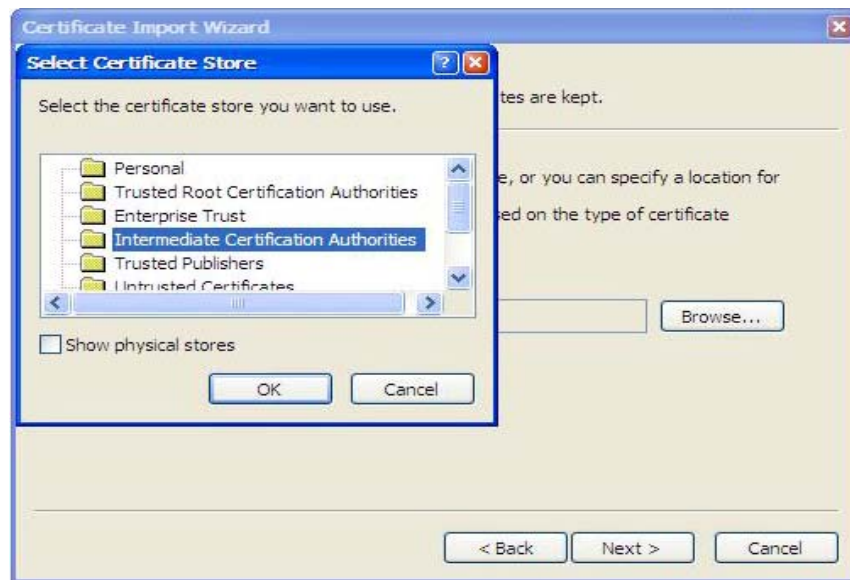 Certificate Import Wizard
Select Certificate Store
Select the certificate store you want to use.
Personal
Trusted Root Certification Authorities
Enterprise Trust
Intermediate Certification Authorities
Trusted Publishers
Untrusted Certificates
Show physical stores
OK Cancel
tes are kept.
e, or you can specify a location for
sed on the type of certificate
Browse...
< Back Next > Cancel